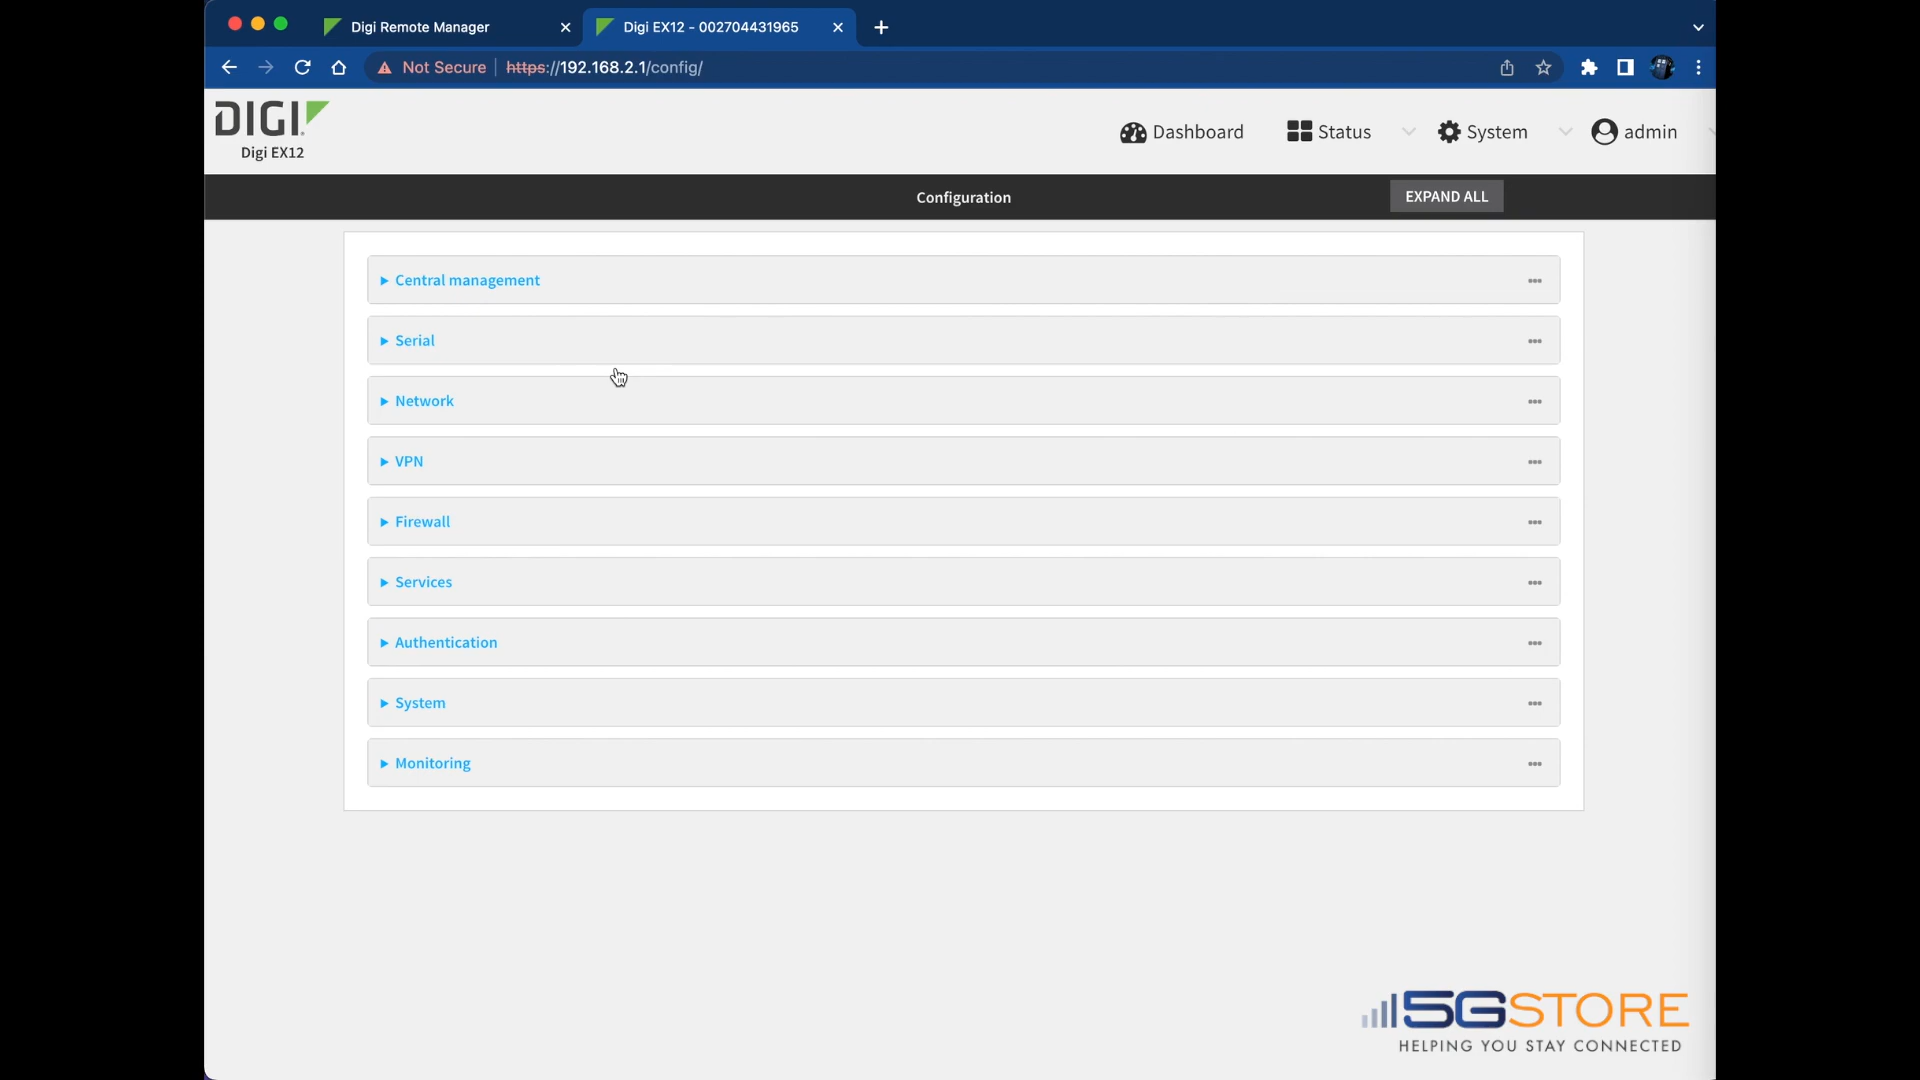 Digi Remote Manager
Digi EX12 - 002704431965
Not Secure https://192.168.2.1/config/
DIGI
Digi EX12
Dashboard
Status
System
admin
Configuration
EXPAND ALL
Central management
Serial
Network
VPN
Firewall
Services
Authentication
System
Monitoring
5GSTORE
HELPING YOU STAY CONNECTED